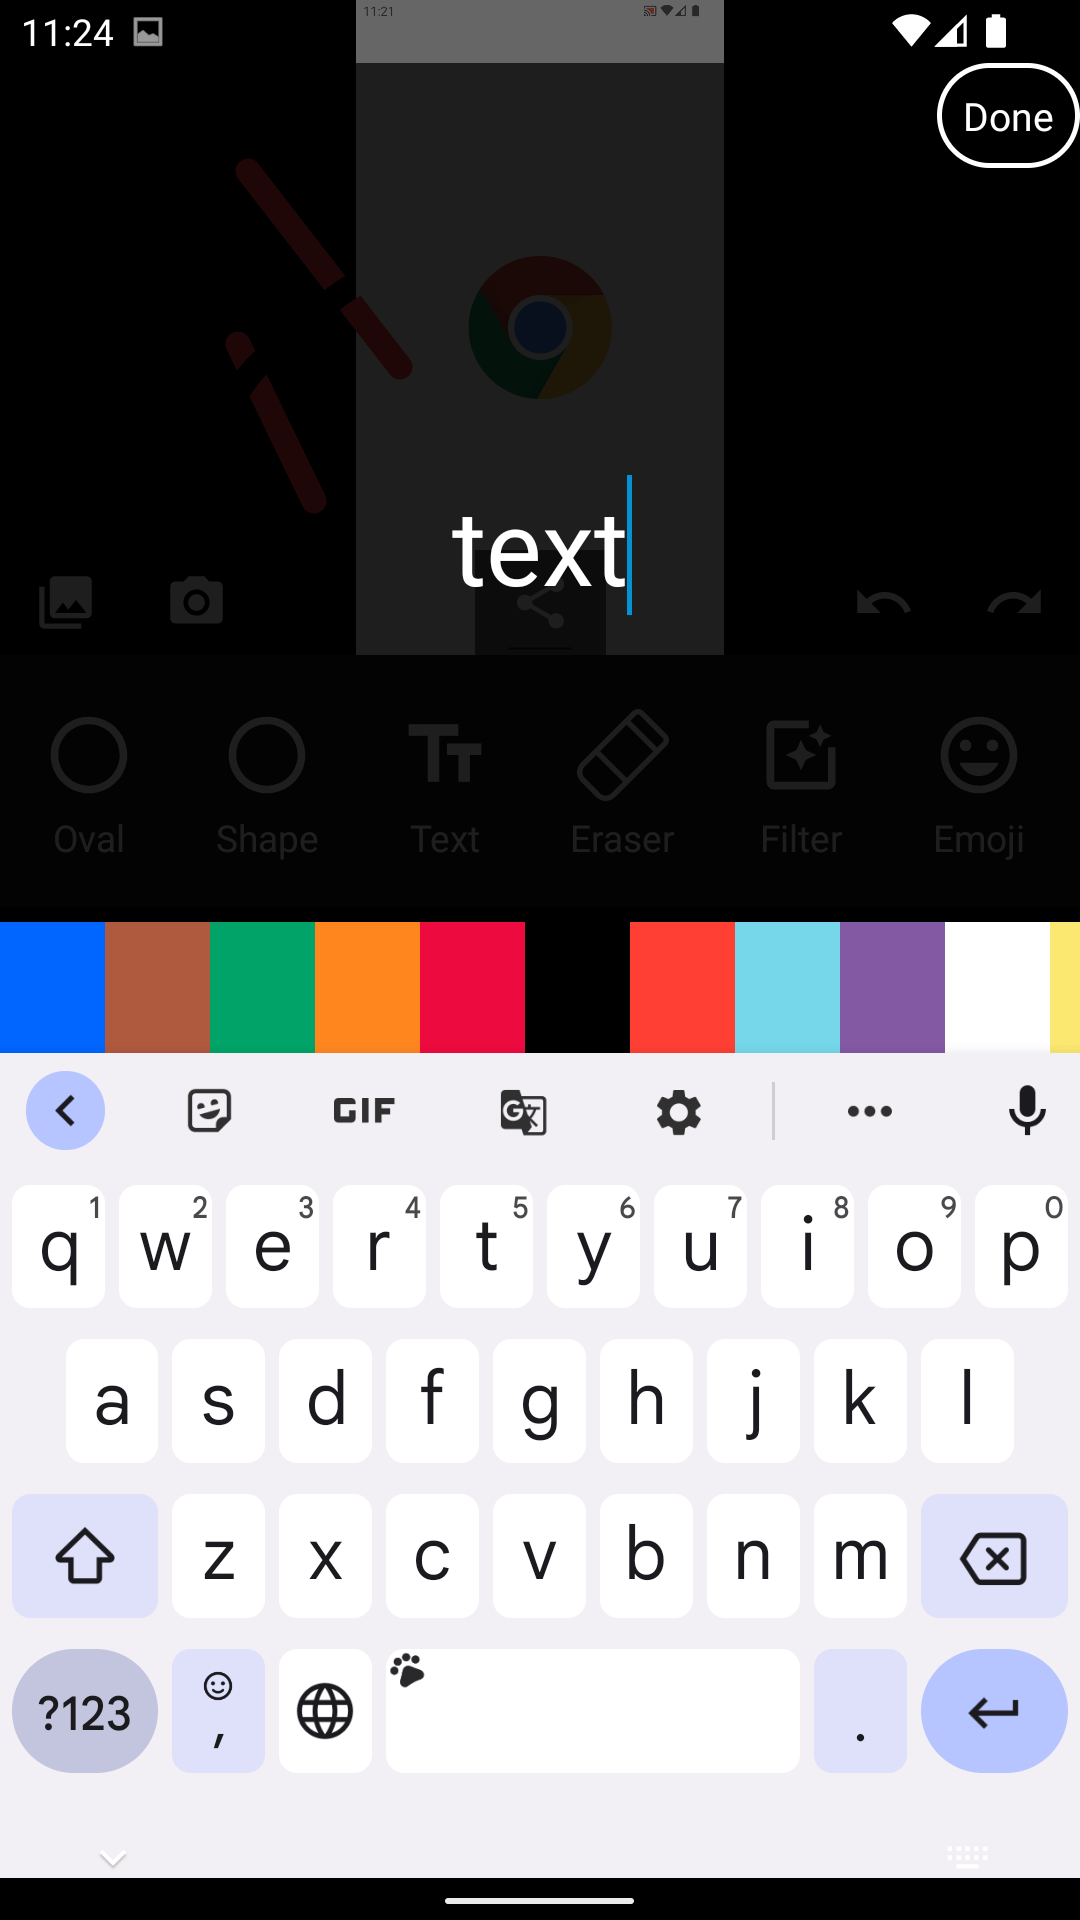 11:24
11:21
Done
text
Oval Shape Text Eraser Filter Emoji
GIF G
q 1 w 2 e 3 r 4 t 5 y 6 u 7 i 8 o 9 p 0
a s d f g h j k l
z x c v b n m
?123 , .